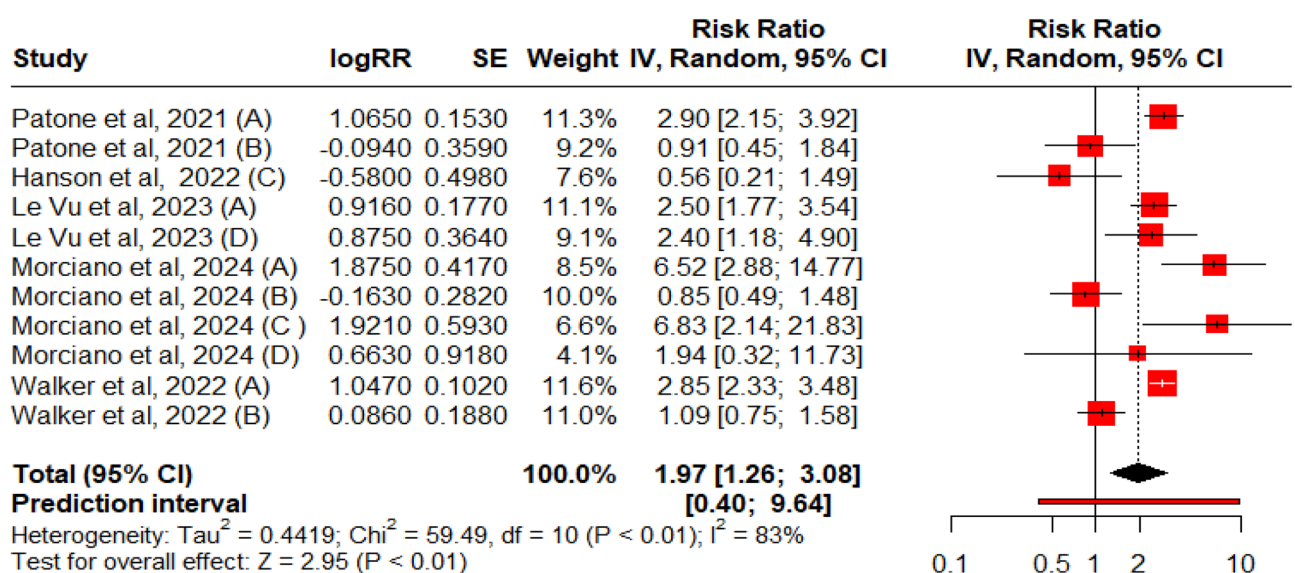 Risk Ratio Risk Ratio
Study logRR SE Weight IV, Random, 95% CI IV, Random, 95% CI
Patone et al, 2021 (A) 1.0650 0.1530 11.3% 2.90 [2.15; 3.92]
Patone et al, 2021 (B) -0.0940 0.3590 9.2% 0.91 [0.45; 1.84]
Hanson et al, 2022 (C) -0.5800 0.4980 7.6% 0.56 [0.21; 1.49]
Le Vu et al, 2023 (A) 0.9160 0.1770 11.1% 2.50 [1.77; 3.54]
Le Vu et al, 2023 (D) 0.8750 0.3640 9.1% 2.40 [1.18; 4.90]
Morciano et al, 2024 (A) 1.8750 0.4170 8.5% 6.52 [2.88; 14.77]
Morciano et al, 2024 (B) -0.1630 0.2820 10.0% 0.85 [0.49; 1.48]
Morciano et al, 2024 (C ) 1.9210 0.5930 6.6% 6.83 [2.14; 21.83]
Morciano et al, 2024 (D) 0.6630 0.9180 4.1% 1.94 [0.32; 11.73]
Walker et al, 2022 (A) 1.0470 0.1020 11.6% 2.85 [2.33; 3.48]
Walker et al, 2022 (B) 0.0860 0.1880 11.0% 1.09 [0.75; 1.58]
Total (95% CI) 100.0% 1.97 [1.26; 3.08]
Prediction interval [0.40; 9.64]
Heterogeneity: Tau² = 0.4419; Chi² = 59.49, df = 10 (P < 0.01); I² = 83%
Test for overall effect: Z = 2.95 (P < 0.01)
0.1 0.5 1 2 10